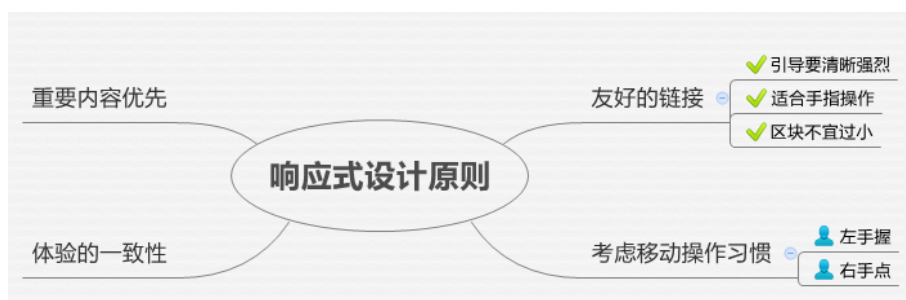 响应式设计原则
重要内容优先
体验的一致性
友好的链接
引导要清晰强烈
适合手指操作
区块不宜过小
考虑移动操作习惯
左手握
右手点